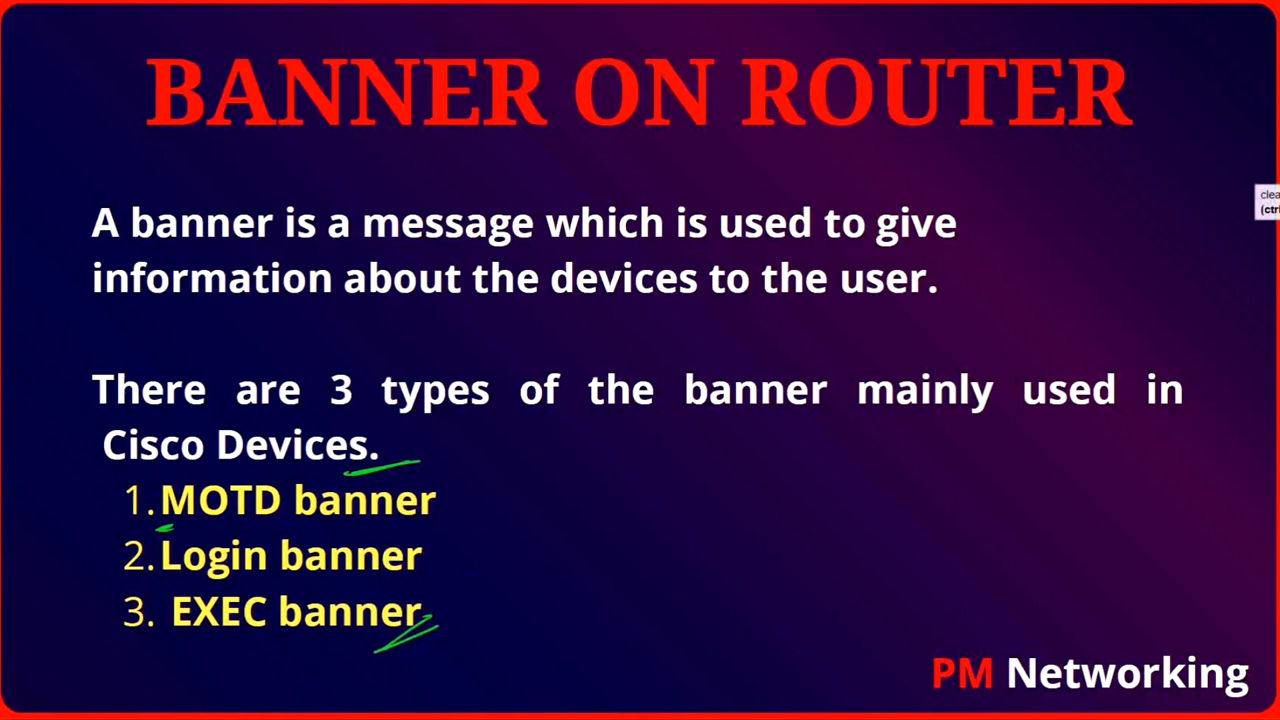 BANNER ON ROUTER
A banner is a message which is used to give
information about the devices to the user.
There are 3 types of the banner mainly used in
Cisco Devices.
1. MOTD banner
2. Login banner
3. EXEC banner
PM Networking